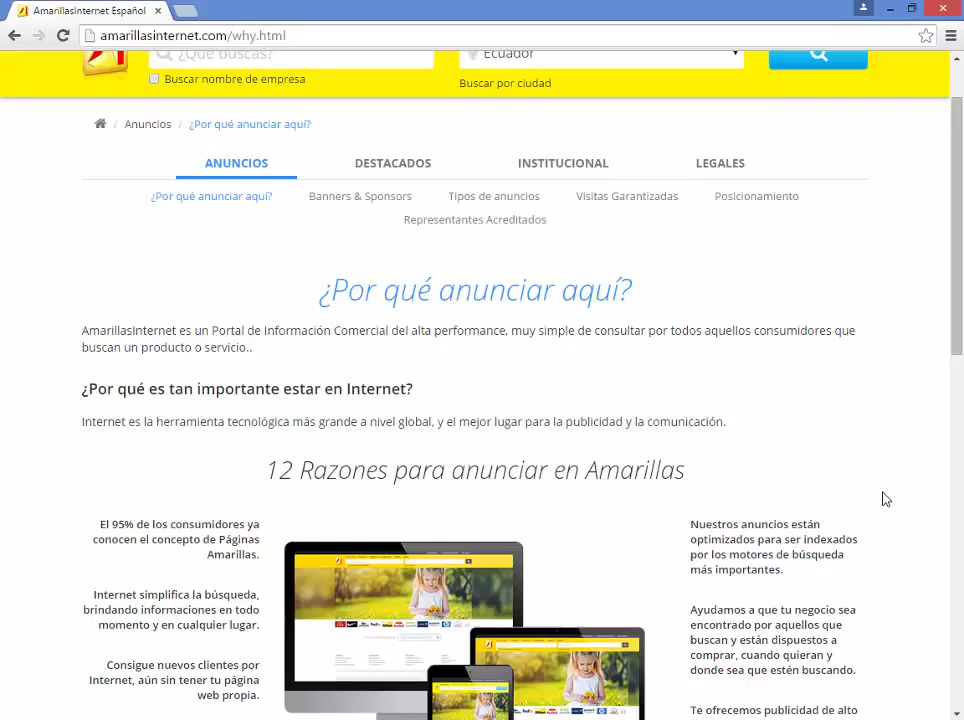 AmarillasInternet Español
amarillasinternet.com/why.html
¿Qué buscas?
Ecuador
Buscar nombre de empresa
Buscar por ciudad
/ Anuncios / ¿Por qué anunciar aquí?
ANUNCIOS DESTACADOS INSTITUCIONAL LEGALES
¿Por qué anunciar aquí? Banners & Sponsors Tipos de anuncios Visitas Garantizadas Posicionamiento
Representantes Acreditados
¿Por qué anunciar aquí?
AmarillasInternet es un Portal de Información Comercial del alta performance, muy simple de consultar por todos aquellos consumidores que
buscan un producto o servicio..
¿Por qué es tan importante estar en Internet?
Internet es la herramienta tecnológica más grande a nivel global, y el mejor lugar para la publicidad y la comunicación.
12 Razones para anunciar en Amarillas
El 95% de los consumidores ya
conocen el concepto de Páginas
Amarillas.
Internet simplifica la búsqueda,
brindando informaciones en todo
momento y en cualquier lugar.
Consigue nuevos clientes por
Internet, aún sin tener tu página
web propia.
Nuestros anuncios están
optimizados para ser indexados
por los motores de búsqueda
más importantes.
Ayudamos a que tu negocio sea
encontrado por aquellos que
buscan y están dispuestos a
comprar, cuando quieran y
donde sea que estén buscando.
Te ofrecemos publicidad de alto